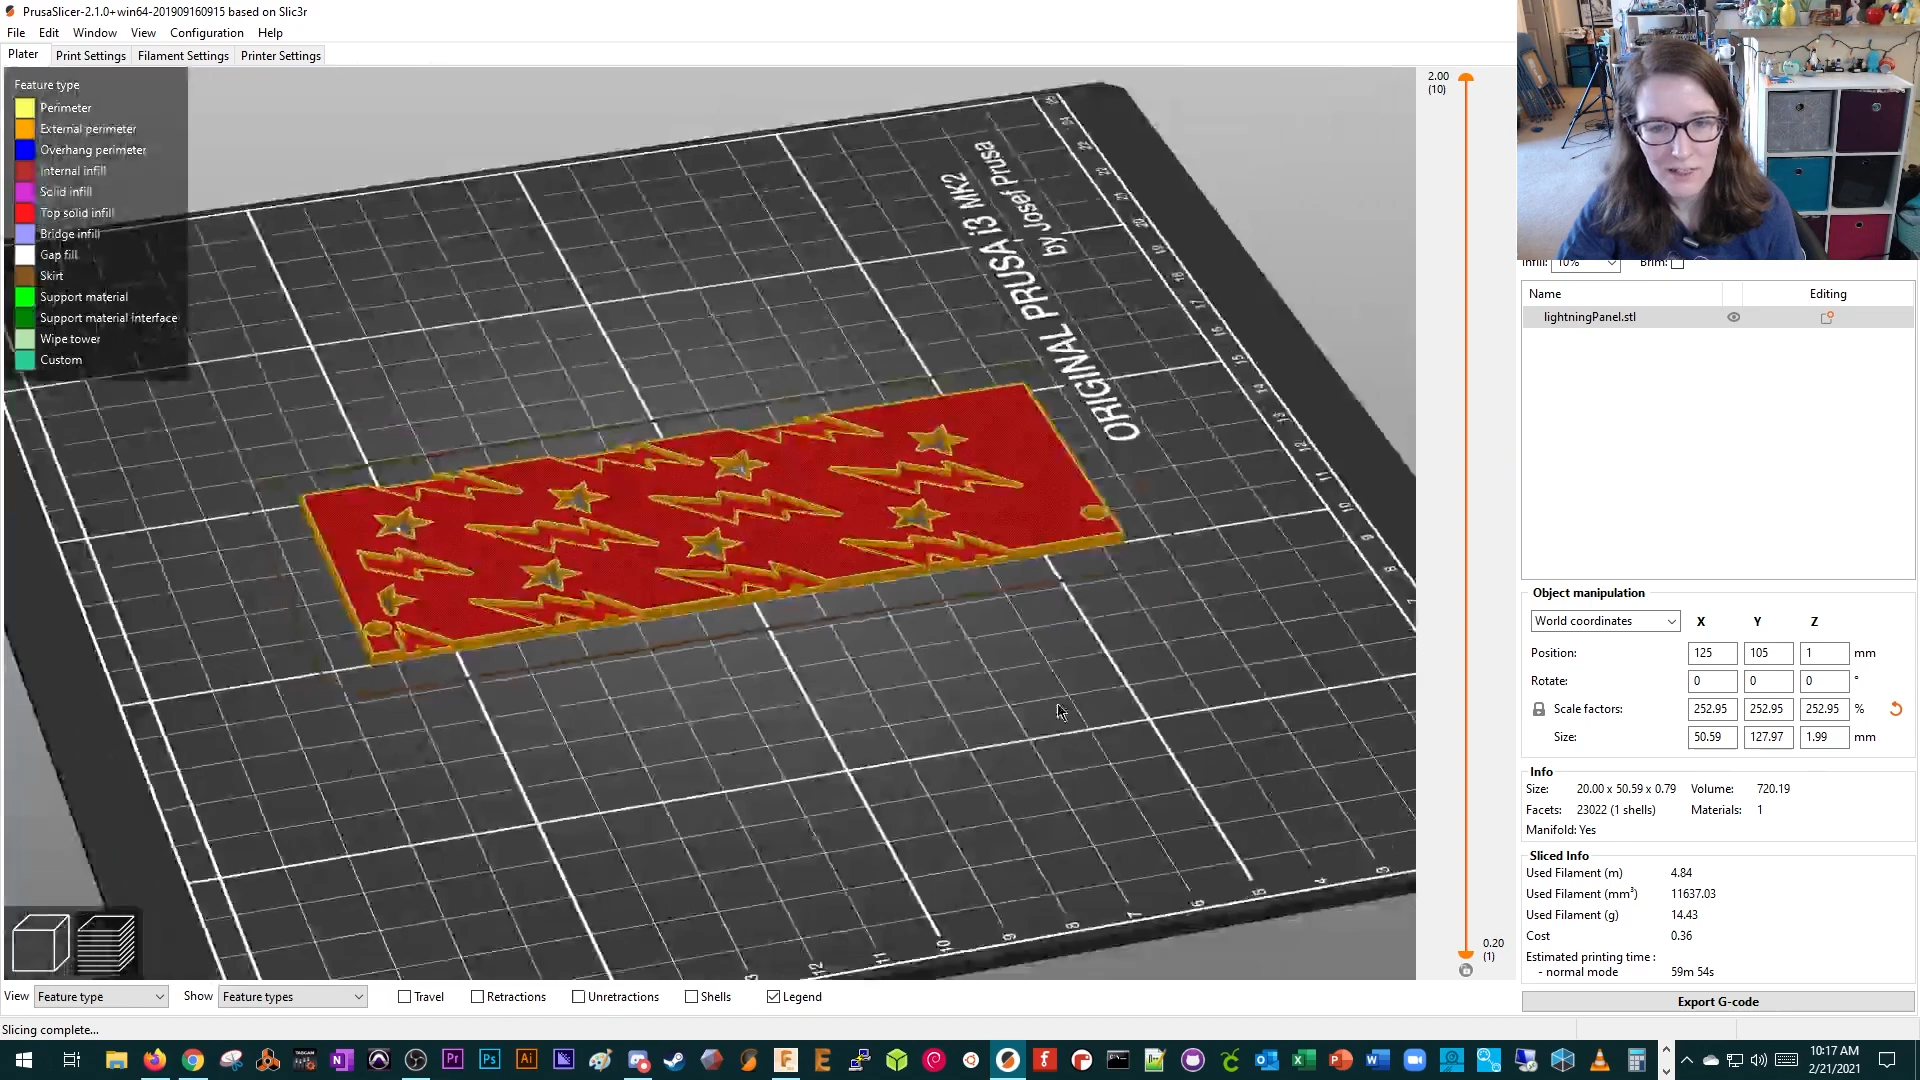 PrusaSlicer-2.1.0+win64-201909160915 based on Slic3r
File Edit Window View Configuration Help
Plater Print Settings Filament Settings Printer Settings
Feature type
Perimeter
External perimeter
Overhang perimeter
Internal infill
Solid infill
Top solid infill
Bridge infill
Gap fill
Skirt
Support material
Support material interface
Wipe tower
Custom
ORIGINAL PRUSA i3 MK2
by Josef Prusa
2.00
(10)
0.20
(1)
Infill: 10% Brim:
Name Editing
lightningPanel.stl
Object manipulation
World coordinates X Y Z
Position: 125 105 1 mm
Rotate: 0 0 0 °
Scale factors: 252.95 252.95 252.95 %
Size: 50.59 127.97 1.99 mm
Info
Size: 20.00 x 50.59 x 0.79 Volume: 720.19
Facets: 23022 (1 shells) Materials: 1
Manifold: Yes
Sliced Info
Used Filament (m) 4.84
Used Filament (mm³) 11637.03
Used Filament (g) 14.43
Cost 0.36
Estimated printing time :
- normal mode 59m 54s
Export G-code
View Feature type Show Feature types Travel Retractions Unretractions Shells Legend
Slicing complete...
10:17 AM
2/21/2021